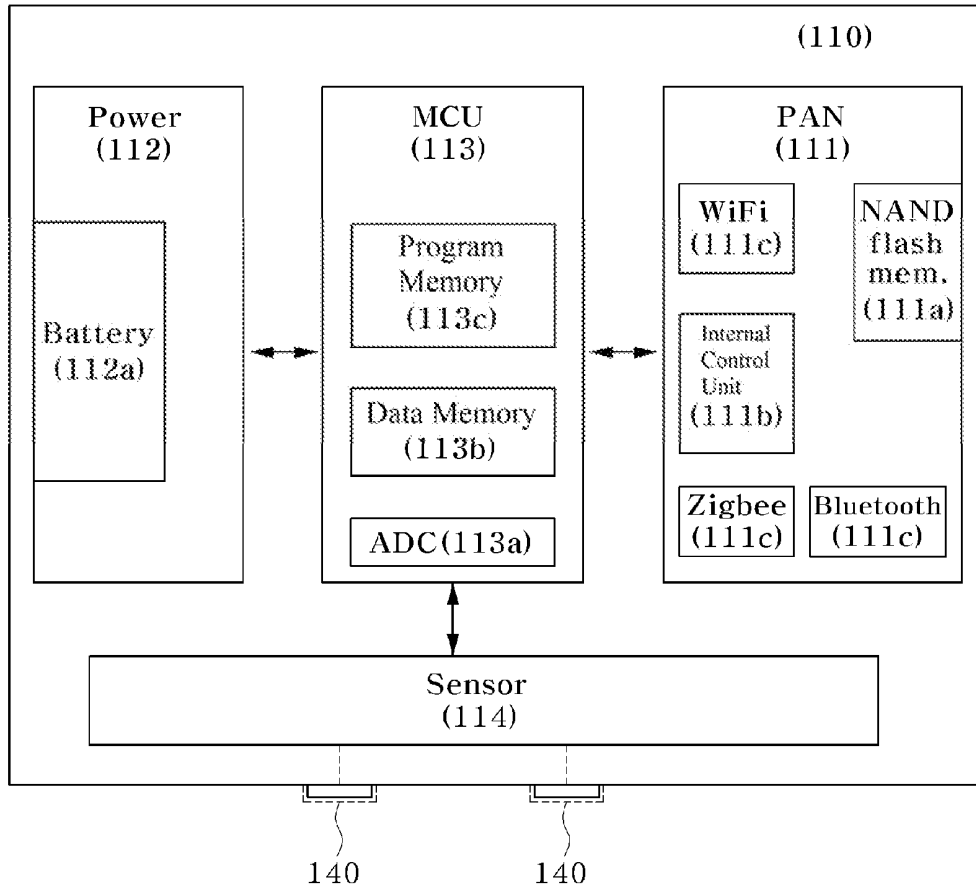 (110)
Power
(112)
Battery
(112a)
MCU
(113)
Program
Memory
(113c)
Data Memory
(113b)
ADC(113a)
PAN
(111)
WiFi
(111c)
NAND
flash
mem.
(111a)
Internal
Control
Unit
(111b)
Zigbee
(111c)
Bluetooth
(111c)
Sensor
(114)
140
140